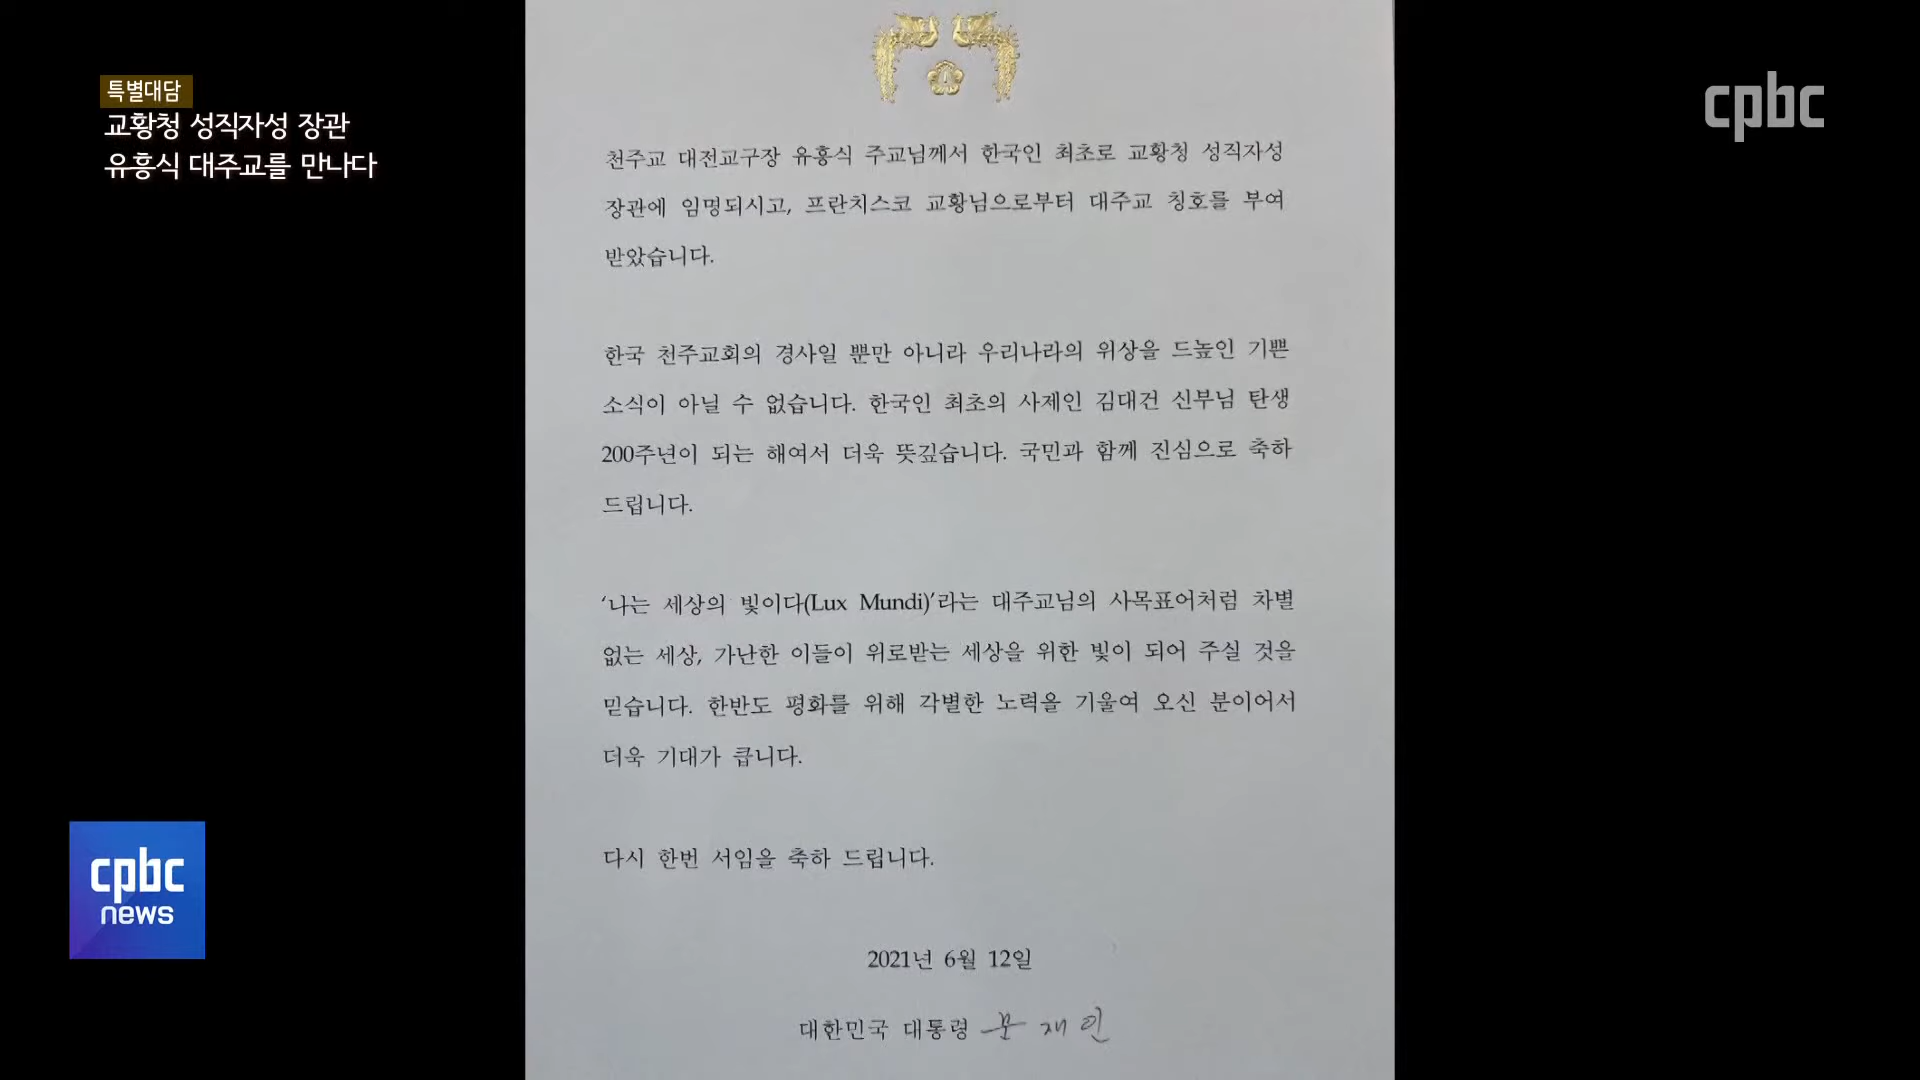 특별대담
교황청 성직자성 장관
유흥식 대주교를 만나다
cpbc
천주교 대전교구장 유흥식 주교님께서 한국인 최초로 교황청 성직자성
장관에 임명되시고, 프란치스코 교황님으로부터 대주교 칭호를 부여
받았습니다.
한국 천주교회의 경사일 뿐만 아니라 우리나라의 위상을 드높인 기쁜
소식이 아닐 수 없습니다. 한국인 최초의 사제인 김대건 신부님 탄생
200주년이 되는 해여서 더욱 뜻깊습니다. 국민과 함께 진심으로 축하
드립니다.
‘나는 세상의 빛이다(Lux Mundi)’라는 대주교님의 사목표어처럼 차별
없는 세상, 가난한 이들이 위로받는 세상을 위한 빛이 되어 주실 것을
믿습니다. 한반도 평화를 위해 각별한 노력을 기울여 오신 분이어서
더욱 기대가 큽니다.
다시 한번 서임을 축하 드립니다.
2021년 6월 12일
대한민국 대통령 문재인
cpbc
news